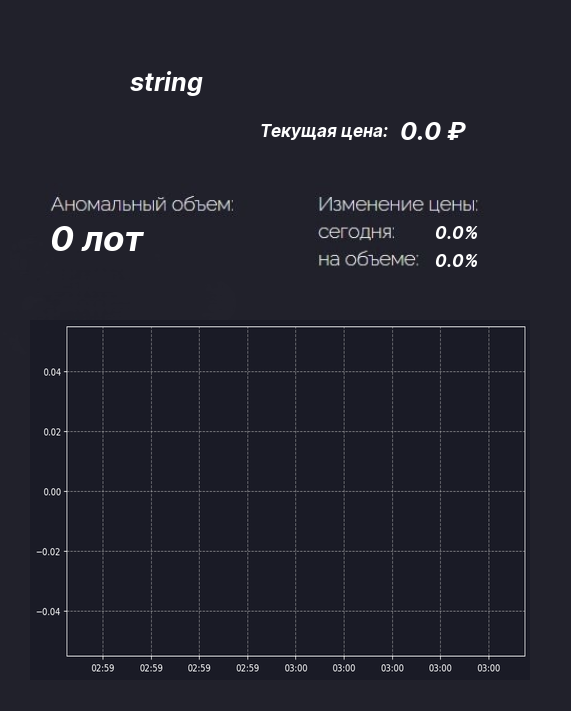 string
Текущая цена: 0.0 ₽
Аномальный объем:
0 лот
Изменение цены:
сегодня: 0.0%
на объеме: 0.0%
0.04
0.02
0.00
−0.02
−0.04
02:59 02:59 02:59 02:59 03:00 03:00 03:00 03:00 03:00